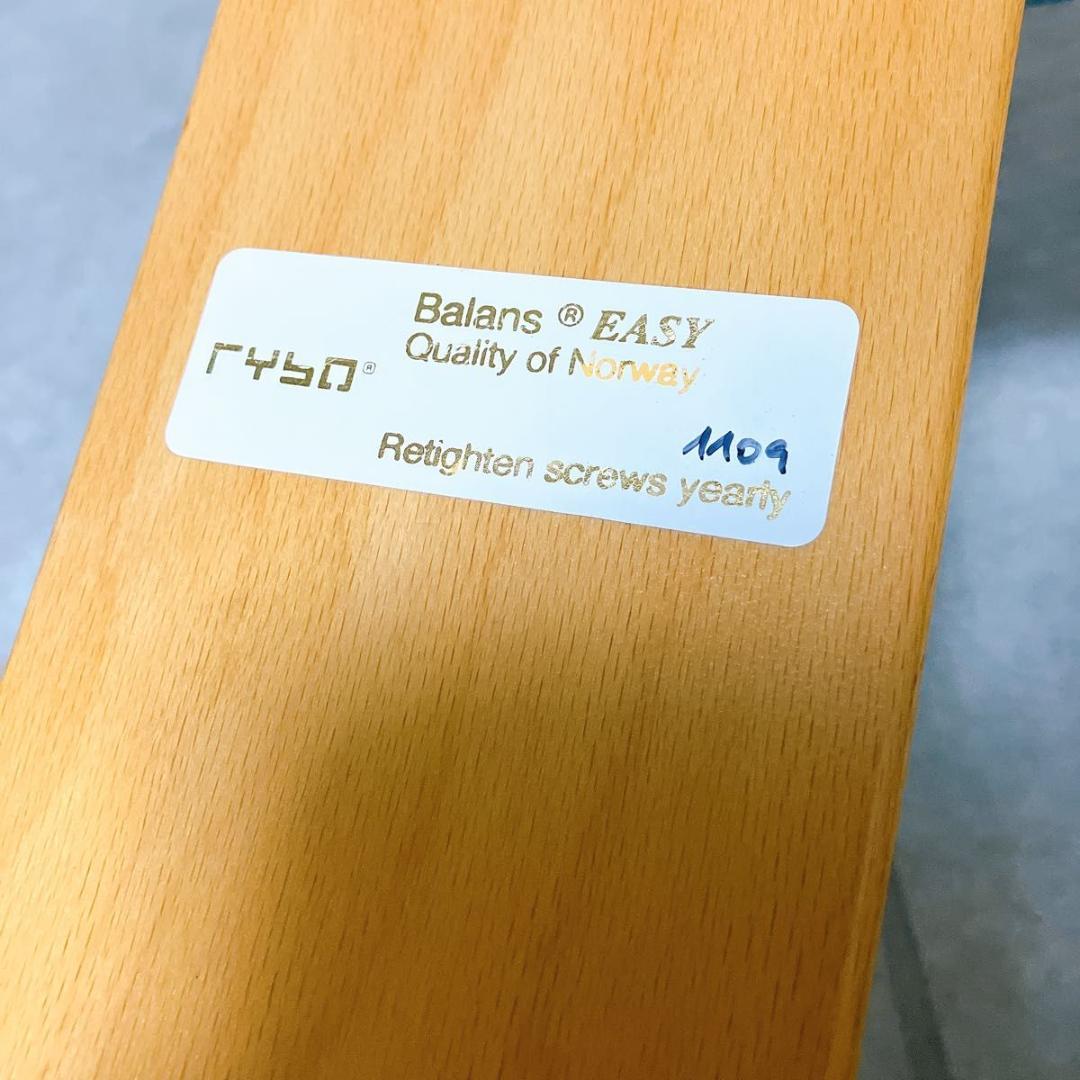 Balans ® EASY
Quality of Norway
rybo®
1109
Retighten screws yearly